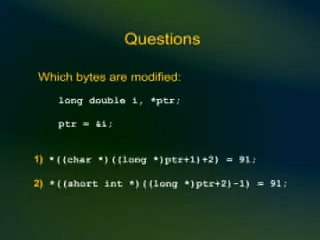 Questions
Which bytes are modified:
long double i, *ptr;
ptr = &i;
1) *((char *)((long *)ptr+1)+2) = 91;
2) *((short int *)((long *)ptr+2)-1) = 91;